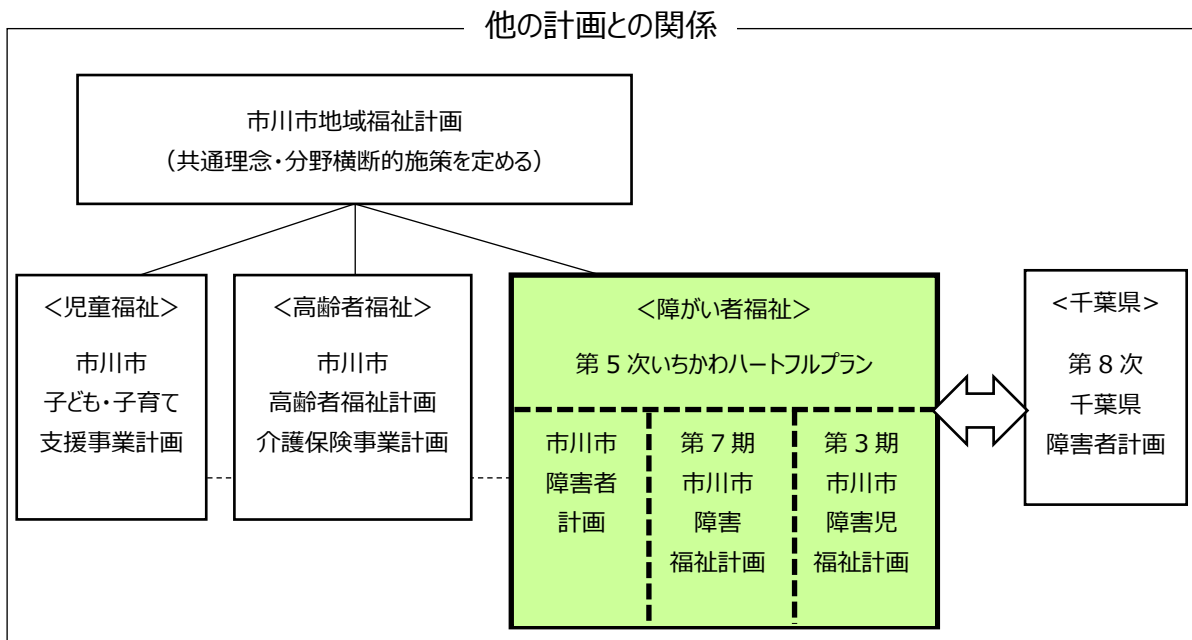 他の計画との関係
市川市地域福祉計画
（共通理念・分野横断的施策を定める）
＜児童福祉＞
市川市
子ども・子育て
支援事業計画
＜高齢者福祉＞
市川市
高齢者福祉計画
介護保険事業計画
＜障がい者福祉＞
第５次いちかわハートフルプラン
市川市
障害者
計画
第７期
市川市
障害
福祉計画
第３期
市川市
障害児
福祉計画
＜千葉県＞
第８次
千葉県
障害者計画